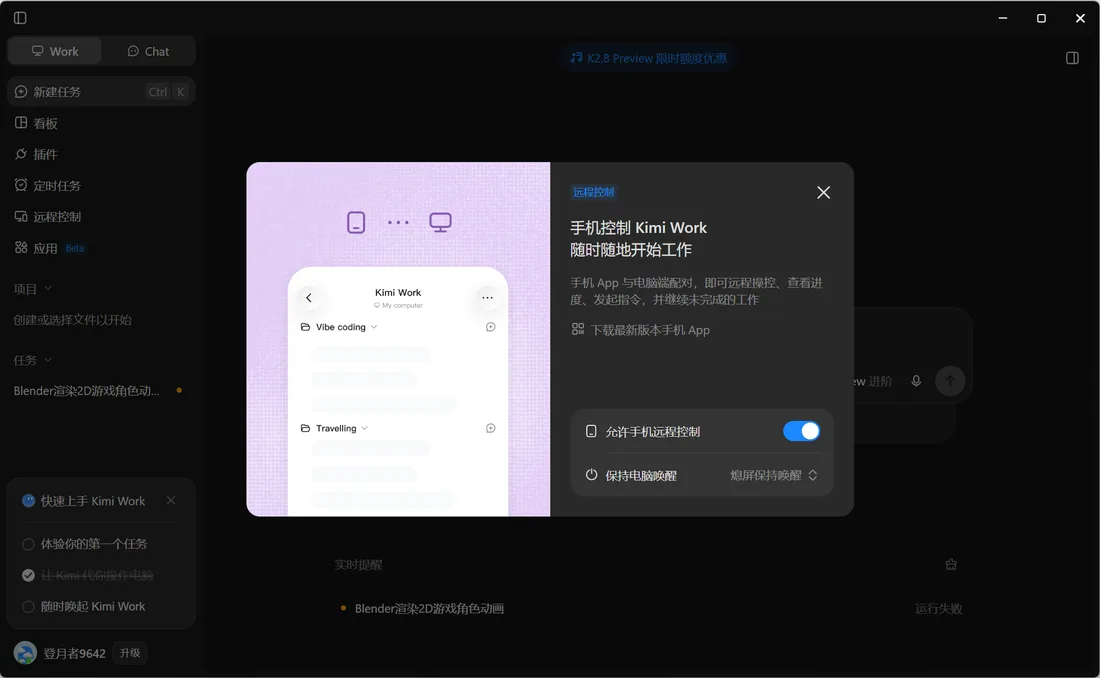 Work
Chat
新建任务
Ctrl K
看板
插件
定时任务
远程控制
应用 Beta
项目
创建或选择文件以开始
任务
Blender渲染2D游戏角色动...
快速上手 Kimi Work
体验你的第一个任务
让 Kimi 代你操作电脑
随时唤起 Kimi Work
登月者9642
升级
K2.8 Preview 限时额度优惠
Kimi Work
My computer
Vibe coding
Travelling
远程控制
手机控制 Kimi Work
随时随地开始工作
手机 App 与电脑端配对，即可远程操控、查看进
度、发起指令，并继续未完成的工作
下载最新版本手机 App
允许手机远程控制
保持电脑唤醒
熄屏保持唤醒
ew 进阶
实时提醒
Blender渲染2D游戏角色动画
运行失败